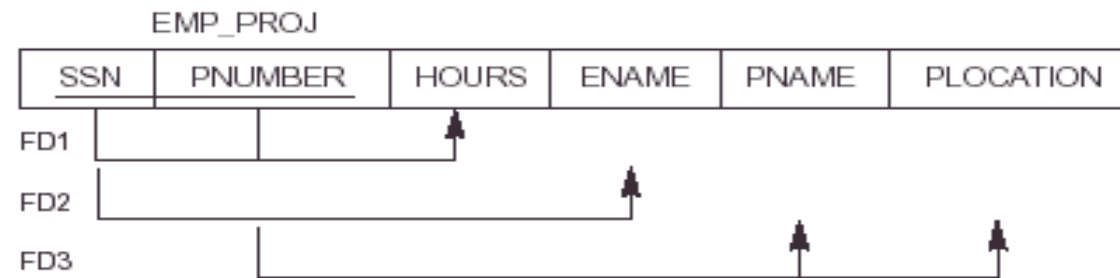 EMP_PROJ
SSN PNUMBER HOURS ENAME PNAME PLOCATION
FD1
FD2
FD3